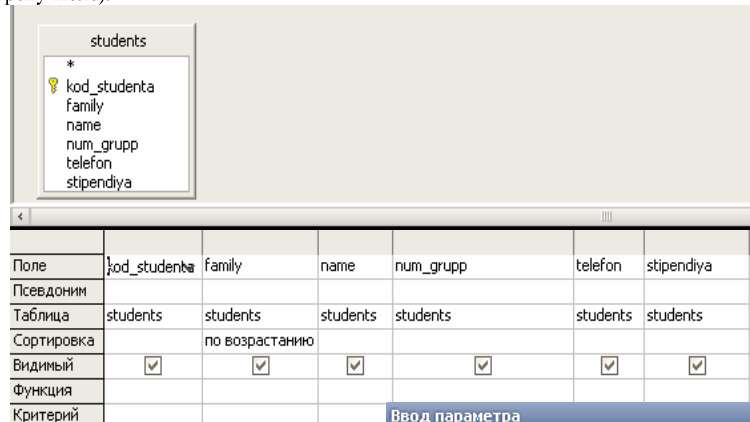 students
*
kod_studenta
family
name
num_grupp
telefon
stipendiya
Поле kod_studenta family name num_grupp telefon stipendiya
Псевдоним
Таблица students students students students students students
Сортировка по возрастанию
Видимый
Функция
Критерий Ввод параметра